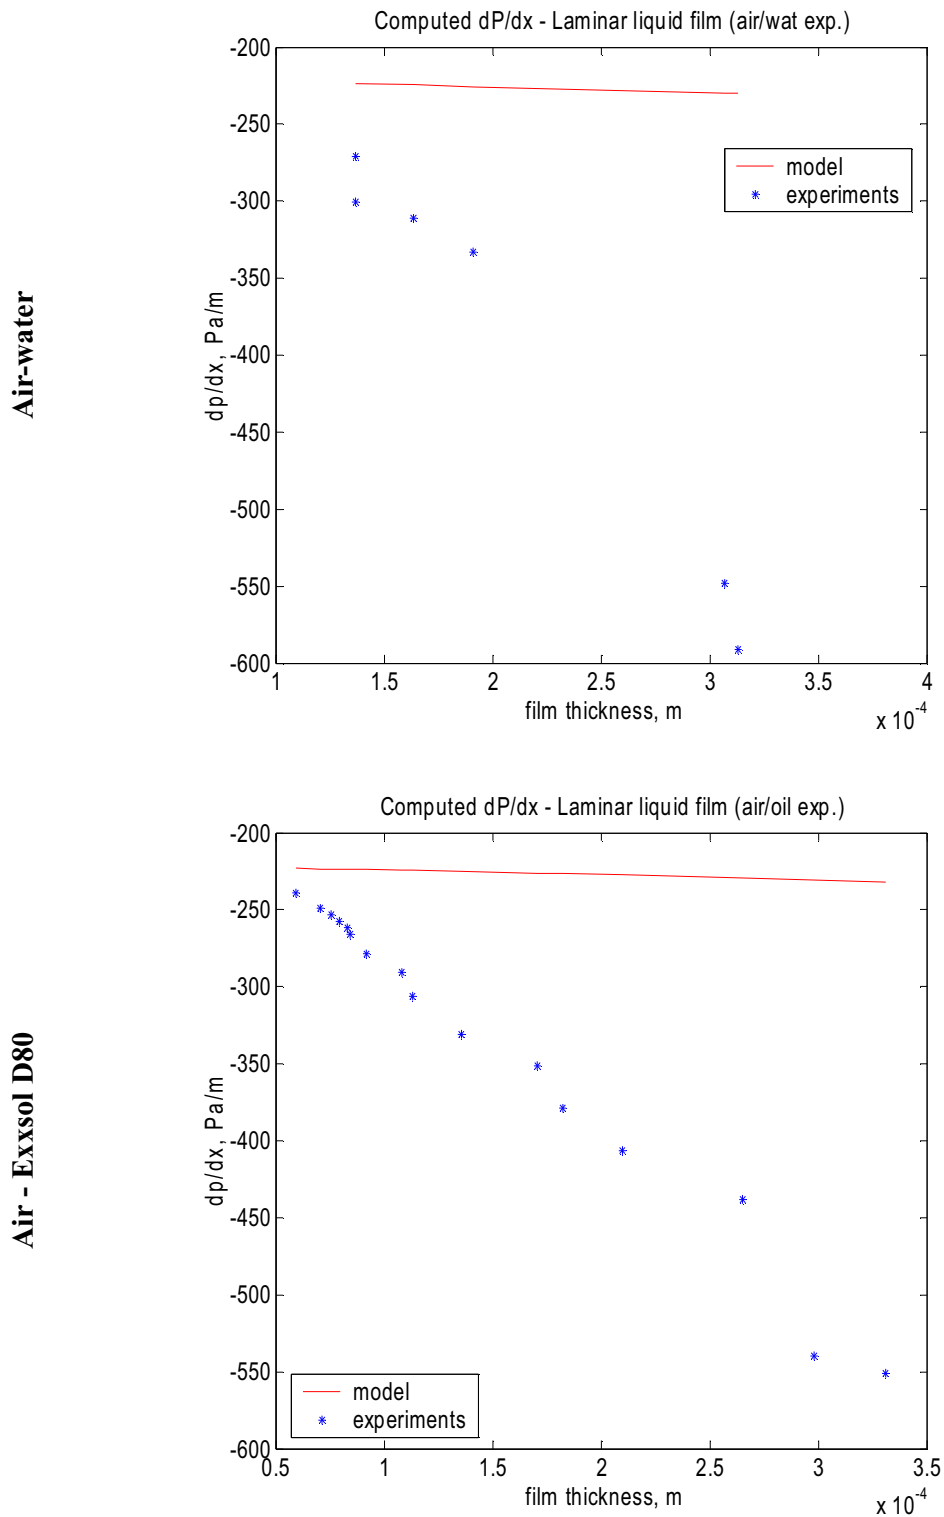 Air-water
Computed dP/dx - Laminar liquid film (air/wat exp.)
-200
-250
-300
-350
-400
-450
-500
-550
-600
dp/dx, Pa/m
model
experiments
1 1.5 2 2.5 3 3.5 4
film thickness, m
x 10^-4
Air - Exxsol D80
Computed dP/dx - Laminar liquid film (air/oil exp.)
-200
-250
-300
-350
-400
-450
-500
-550
-600
dp/dx, Pa/m
model
experiments
0.5 1 1.5 2 2.5 3 3.5
film thickness, m
x 10^-4